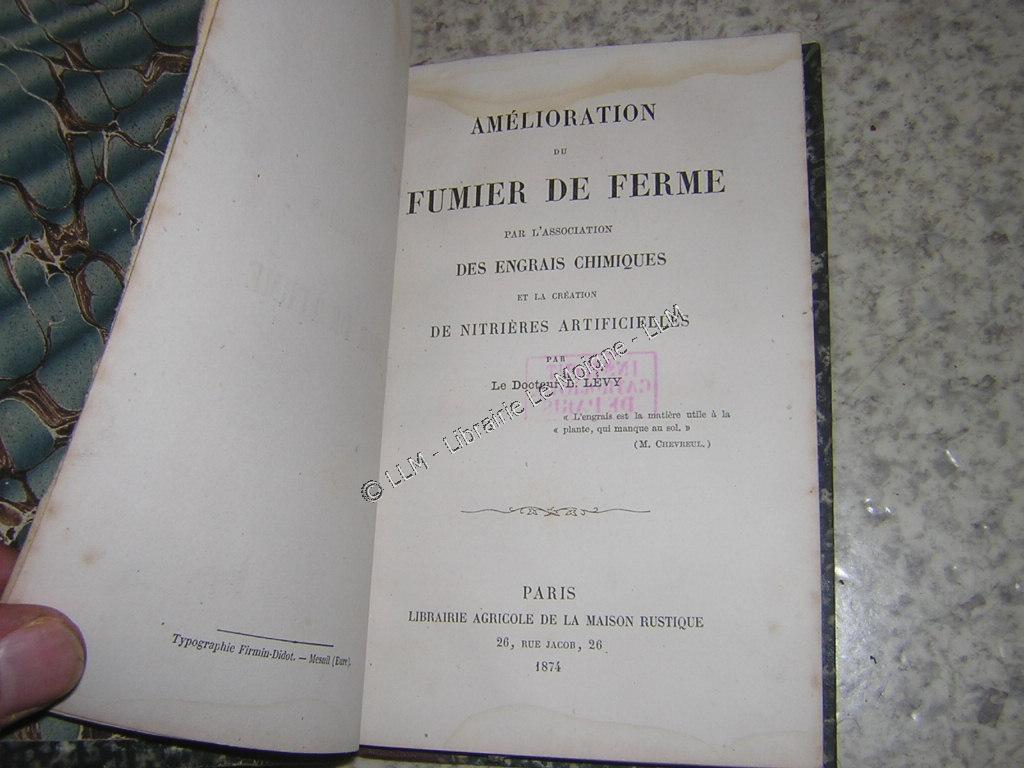 AMÉLIORATION
DU
FUMIER DE FERME
PAR L'ASSOCIATION
DES ENGRAIS CHIMIQUES
ET LA CRÉATION
DE NITRIÈRES ARTIFICIELLES
PAR
Le Docteur LÉVY
« L'engrais est la matière utile à la
« plante, qui manque au sol. »
(M. CHEVREUL.)
PARIS
LIBRAIRIE AGRICOLE DE LA MAISON RUSTIQUE
26, RUE JACOB, 26
1874
Typographie Firmin-Didot. — Mesnil (Eure).
© LLM - Librairie Le Moigne - LLM